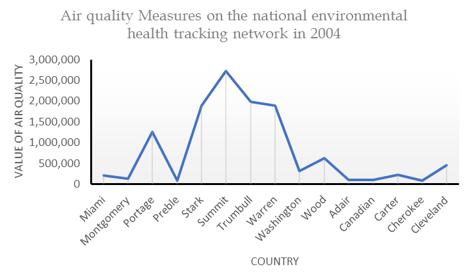 Air quality Measures on the national environmental
health tracking network in 2004
VALUE OF AIR QUALITY
3,000,000
2,500,000
2,000,000
1,500,000
1,000,000
500,000
0
Miami
Montgomery
Portage
Preble
Stark
Summit
Trumbull
Warren
Washington
Wood
Adair
Canadian
Carter
Cherokee
Cleveland
COUNTRY